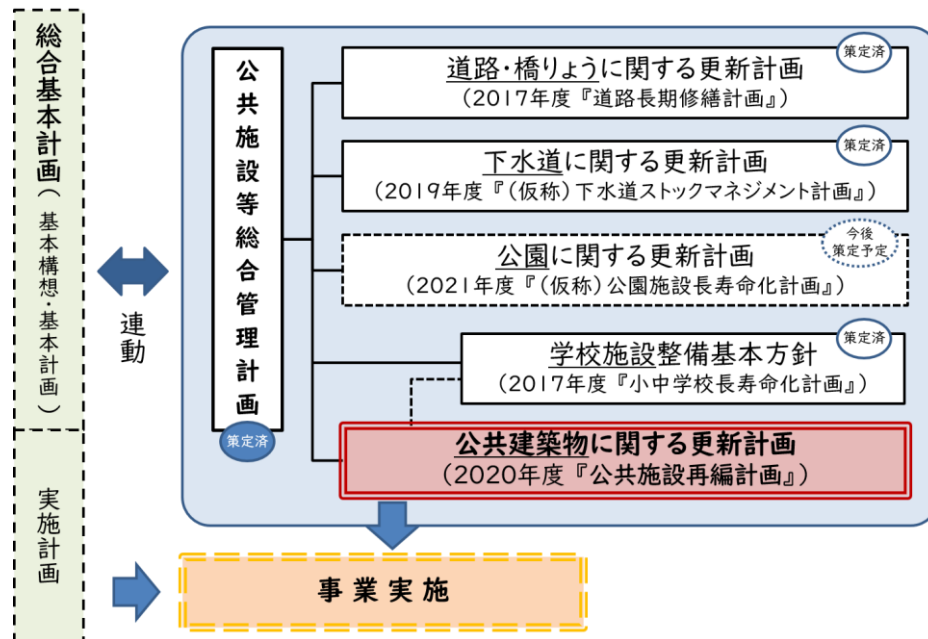 総合基本計画(基本構想・基本計画)
実施計画
連動
公共施設等総合管理計画
策定済
策定済
道路・橋りょうに関する更新計画
(2017年度『道路長期修繕計画』)
策定済
下水道に関する更新計画
(2019年度『(仮称)下水道ストックマネジメント計画』)
今後
策定予定
公園に関する更新計画
(2021年度『(仮称)公園施設長寿命化計画』)
策定済
学校施設整備基本方針
(2017年度『小中学校長寿命化計画』)
公共建築物に関する更新計画
(2020年度『公共施設再編計画』)
事業実施